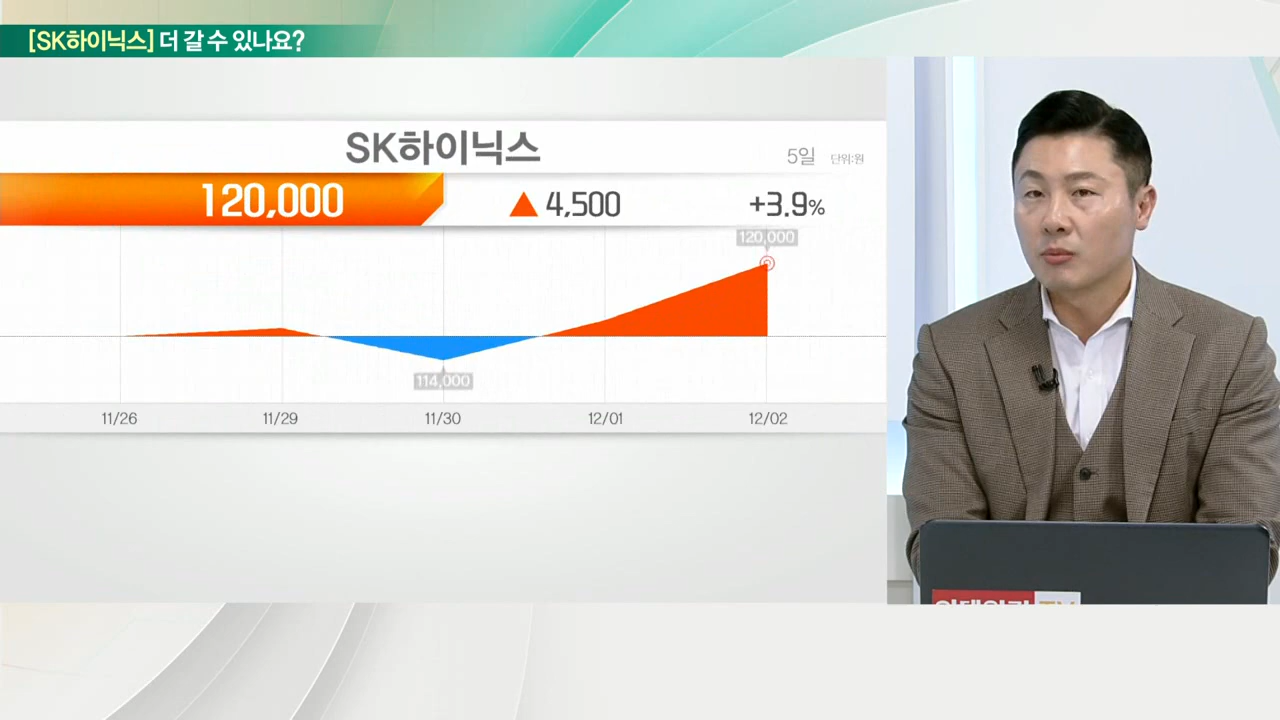 [SK하이닉스] 더 갈 수 있나요?
SK하이닉스
5일 단위:원
120,000 ▲ 4,500 +3.9%
120,000
114,000
11/26 11/29 11/30 12/01 12/02